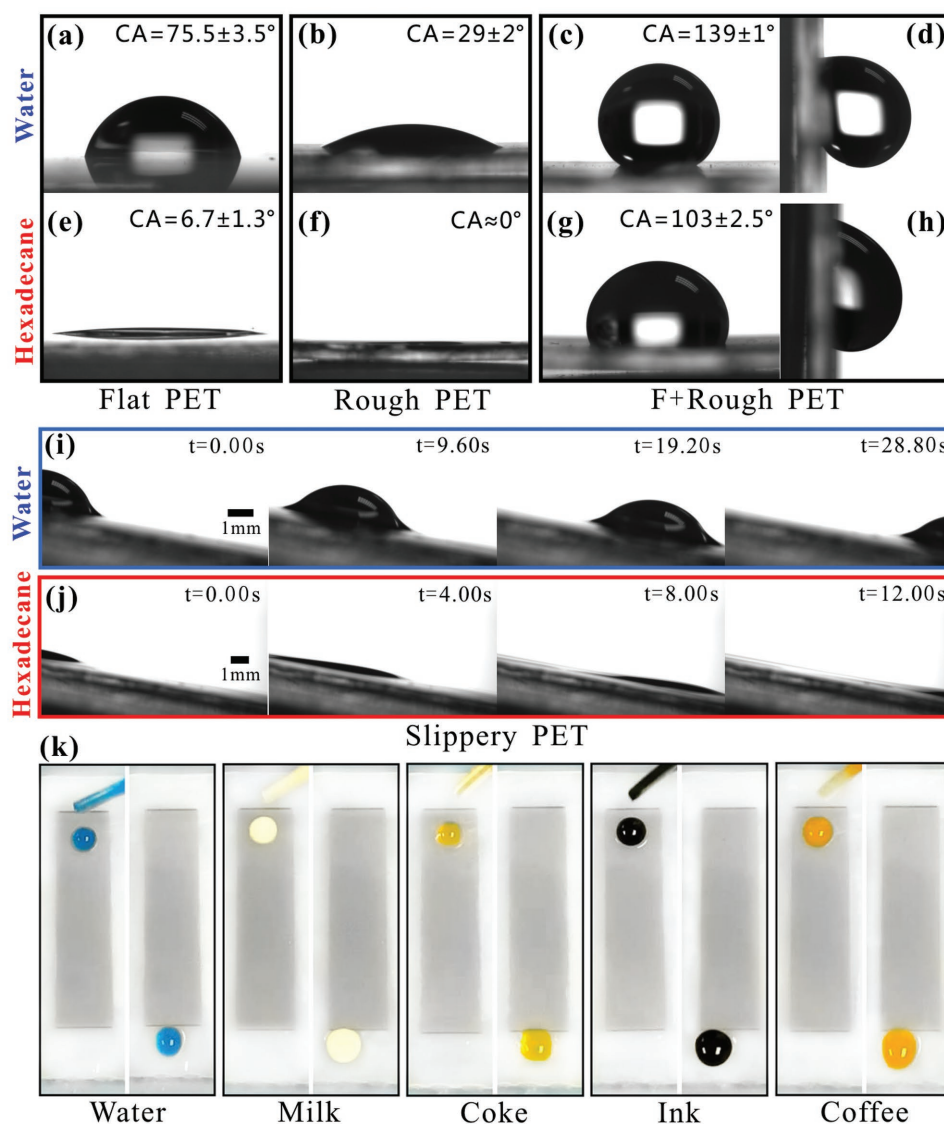 (a) CA=75.5±3.5°
(b) CA=29±2°
(c) CA=139±1°
(d)
Water
(e) CA=6.7±1.3°
(f) CA≈0°
(g) CA=103±2.5°
(h)
Hexadecane
Flat PET
Rough PET
F+Rough PET
(i) t=0.00s
t=9.60s
t=19.20s
t=28.80s
Water
1mm
(j) t=0.00s
t=4.00s
t=8.00s
t=12.00s
Hexadecane
1mm
Slippery PET
(k)
Water
Milk
Coke
Ink
Coffee